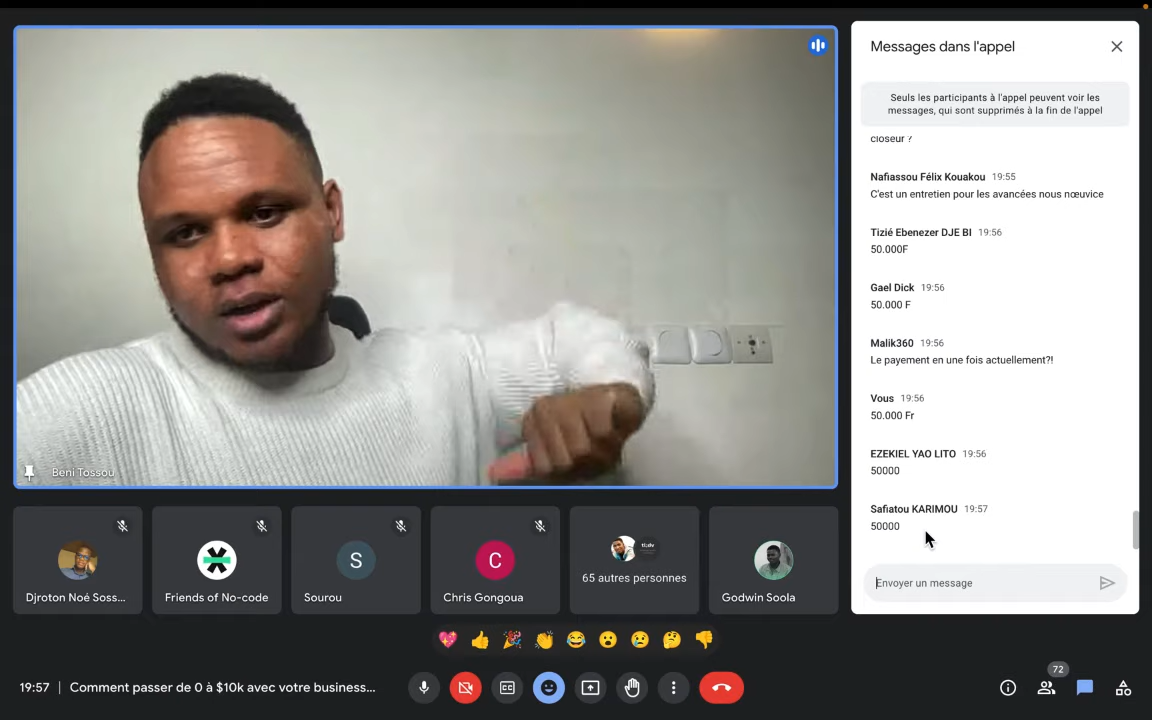 Messages dans l'appel
Seuls les participants à l'appel peuvent voir les
messages, qui sont supprimés à la fin de l'appel
closeur ?
Nafiassou Félix Kouakou 19:55
C'est un entretien pour les avancées nous nœuvice
Tizié Ebenezer DJE BI 19:56
50.000F
Gael Dick 19:56
50.000 F
Malik360 19:56
Le payement en une fois actuellement?!
Vous 19:56
50.000 Fr
EZEKIEL YAO LITO 19:56
50000
Safiatou KARIMOU 19:57
50000
Envoyer un message
Beni Tossou
Djroton Noé Soss...
Friends of No-code
S
Sourou
C
Chris Gongoua
65 autres personnes
Godwin Soola
19:57 | Comment passer de 0 à $10k avec votre business...
72